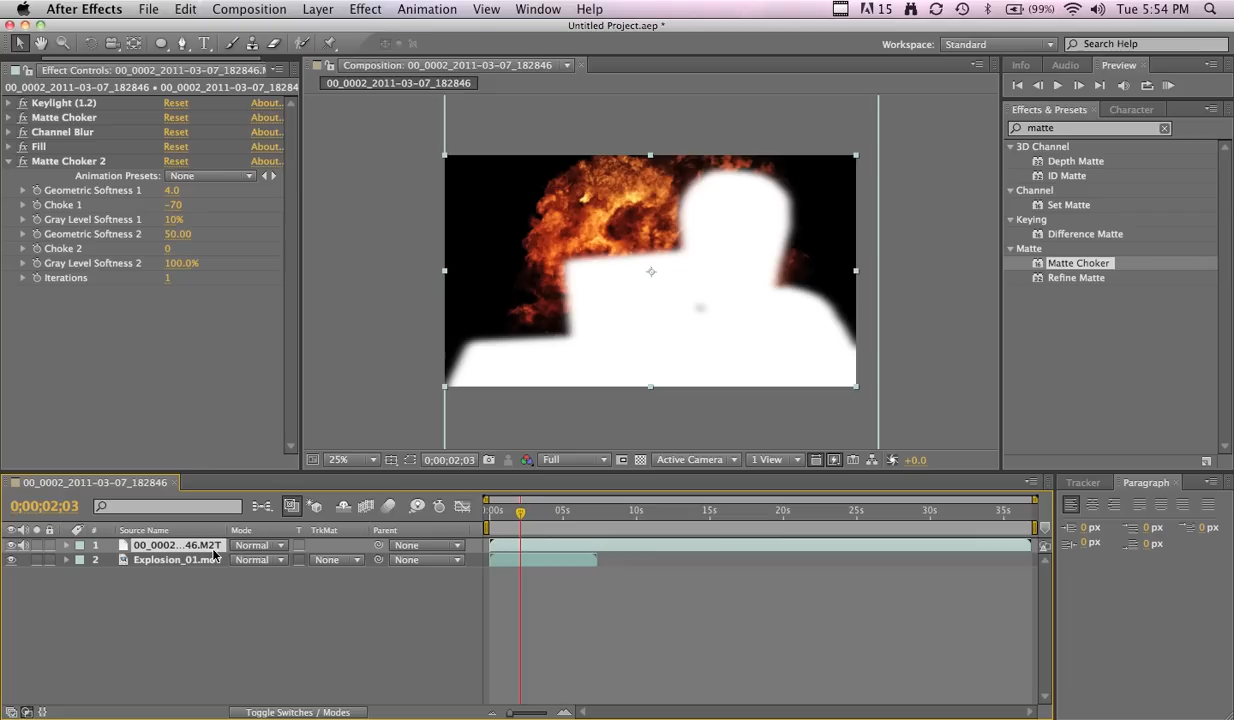 After Effects File Edit Composition Layer Effect Animation View Window Help 15 (99%) Tue 5:54 PM
Untitled Project.aep *
Workspace: Standard Search Help
Effect Controls: 00_0002_2011-03-07_182846.M
00_0002_2011-03-07_182846 • 00_0002_2011-03-07_182846
fx Keylight (1.2) Reset About..
fx Matte Choker Reset About..
fx Channel Blur Reset About..
fx Fill Reset About..
fx Matte Choker 2 Reset About..
Animation Presets: None
Geometric Softness 1 4.0
Choke 1 -70
Gray Level Softness 1 10%
Geometric Softness 2 50.00
Choke 2 0
Gray Level Softness 2 100.0%
Iterations 1
Composition: 00_0002_2011-03-07_182846
00_0002_2011-03-07_182846
25% 0;00;02;03 Full Active Camera 1 View +0.0
Info Audio Preview
Effects & Presets Character
matte
3D Channel
Depth Matte
ID Matte
Channel
Set Matte
Keying
Difference Matte
Matte
Matte Choker
Refine Matte
00_0002_2011-03-07_182846
0;00;02;03
):00s 05s 10s 15s 20s 25s 30s 35s
# Source Name Mode T TrkMat Parent
1 00_0002...46.M2T Normal None
2 Explosion_01.mo Normal None None
Toggle Switches / Modes
Tracker Paragraph
0 px 0 px 0 px
0 px 0 px